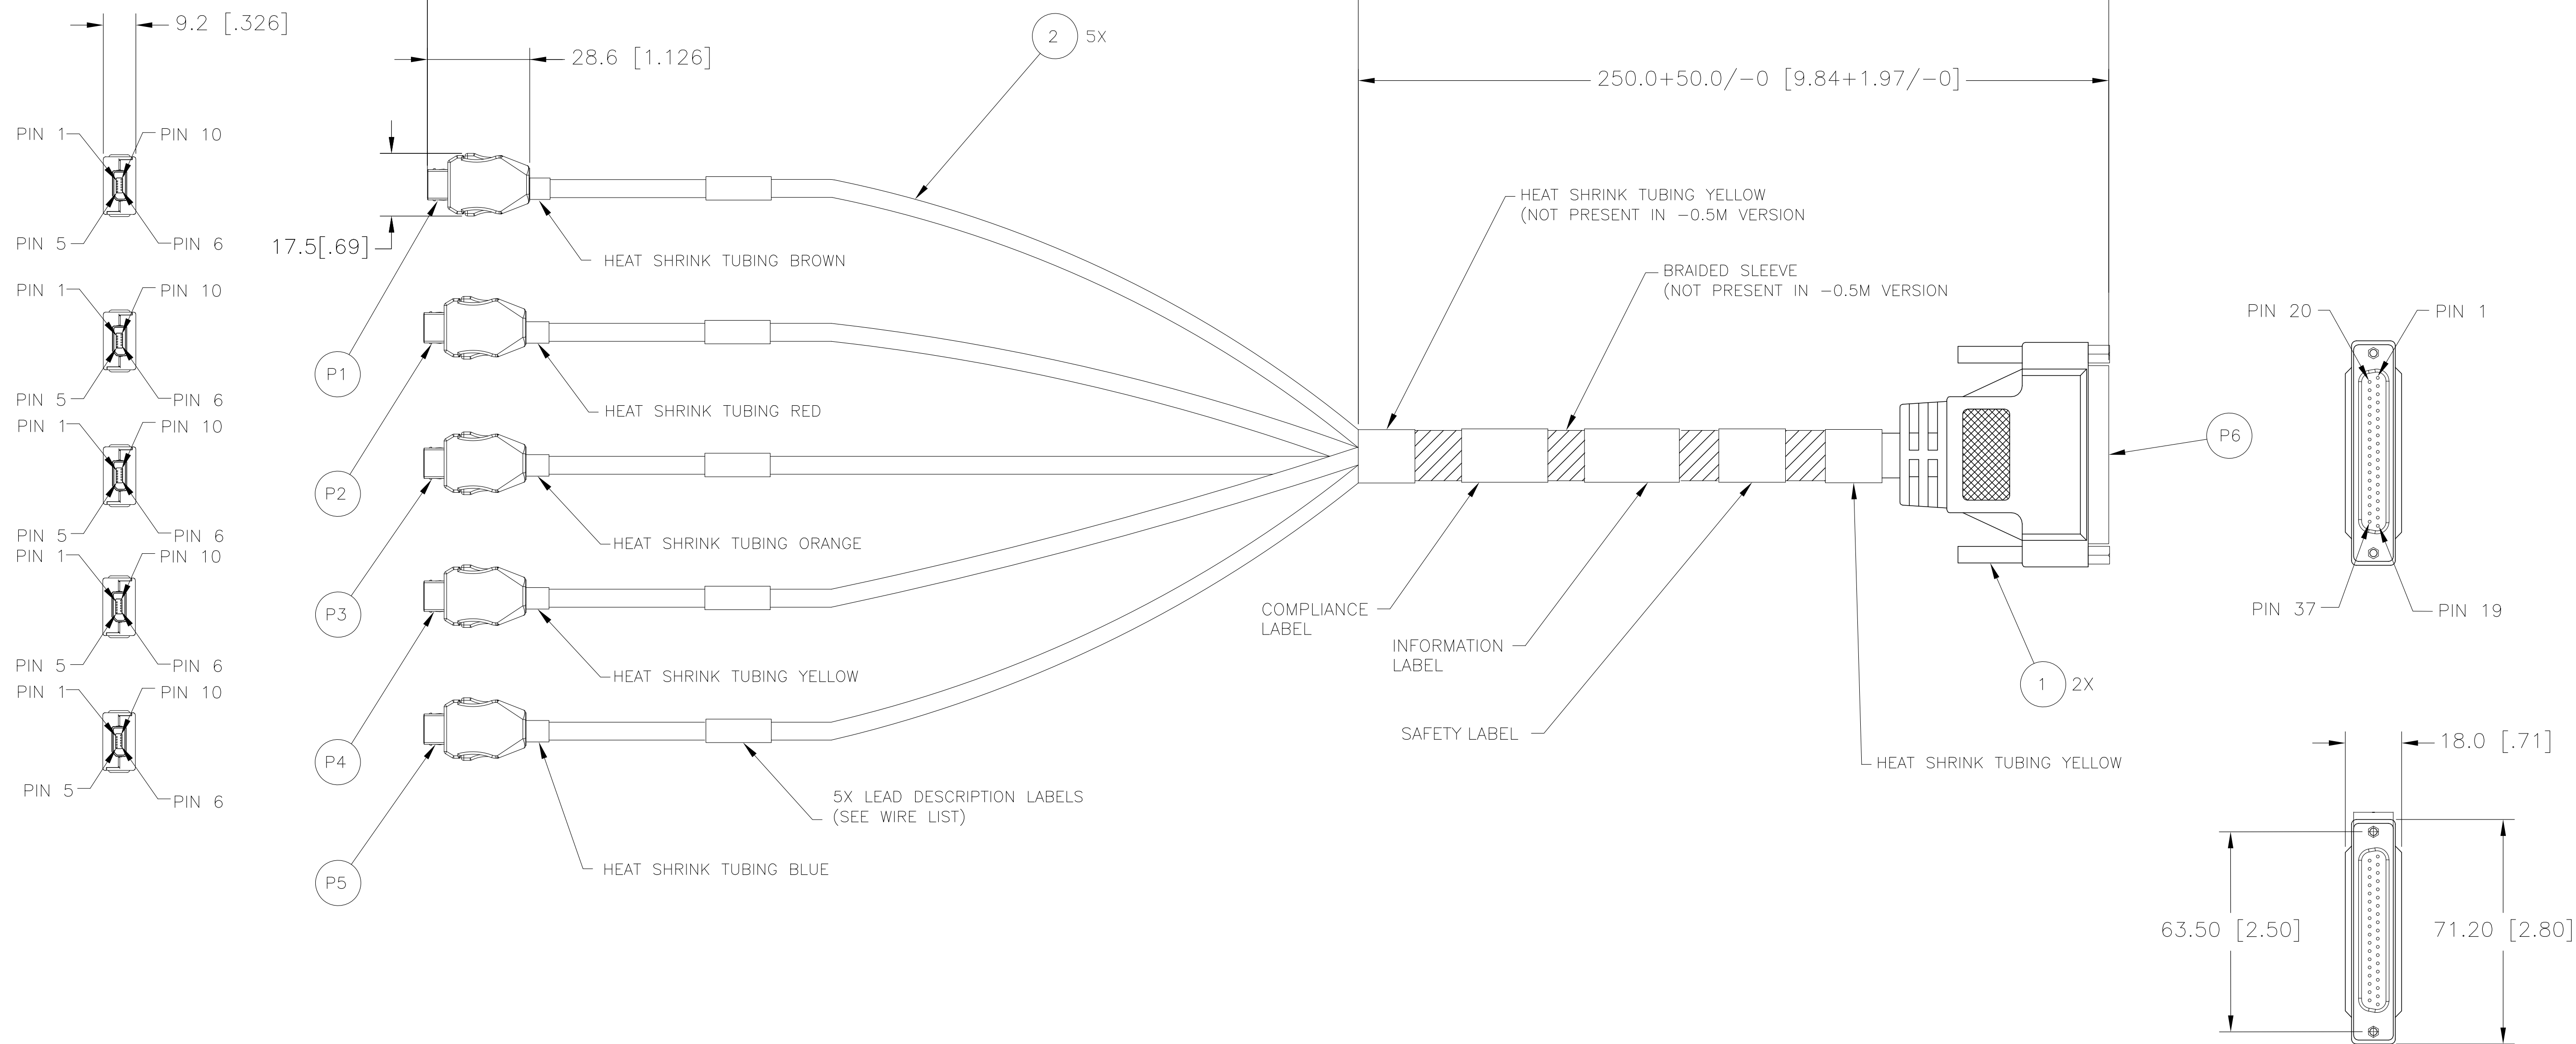 9.2 [.326]
28.6 [1.126]
2 5X
250.0+50.0/-0 [9.84+1.97/-0]
PIN 1
PIN 10
PIN 5
PIN 6
17.5[.69]
HEAT SHRINK TUBING BROWN
P1
HEAT SHRINK TUBING YELLOW
(NOT PRESENT IN -0.5M VERSION
BRAIDED SLEEVE
(NOT PRESENT IN -0.5M VERSION
PIN 1
PIN 10
PIN 5
PIN 6
HEAT SHRINK TUBING RED
P2
PIN 20
PIN 1
P6
PIN 1
PIN 10
PIN 5
PIN 6
HEAT SHRINK TUBING ORANGE
P3
PIN 1
PIN 10
PIN 5
PIN 6
HEAT SHRINK TUBING YELLOW
P4
COMPLIANCE
LABEL
INFORMATION
LABEL
SAFETY LABEL
PIN 37
PIN 19
1 2X
HEAT SHRINK TUBING YELLOW
PIN 1
PIN 10
PIN 5
PIN 6
5X LEAD DESCRIPTION LABELS
(SEE WIRE LIST)
HEAT SHRINK TUBING BLUE
P5
18.0 [.71]
63.50 [2.50]
71.20 [2.80]